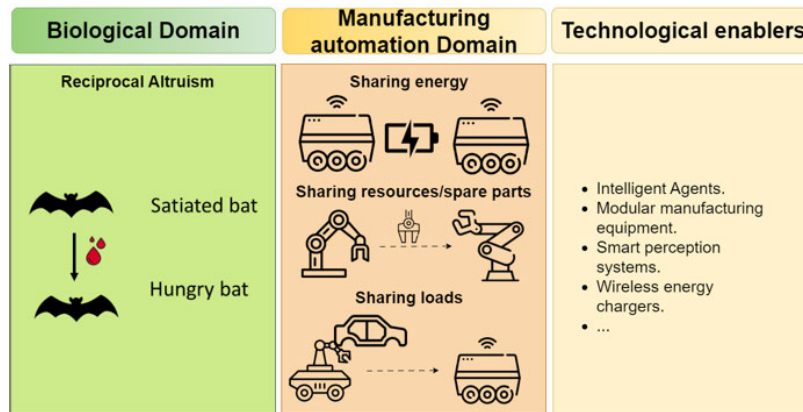 Biological Domain
Manufacturing
automation Domain
Technological enablers
Reciprocal Altruism
Satiated bat
Hungry bat
Sharing energy
Sharing resources/spare parts
Sharing loads
• Intelligent Agents.
• Modular manufacturing
equipment.
• Smart perception
systems.
• Wireless energy
chargers.
• ...